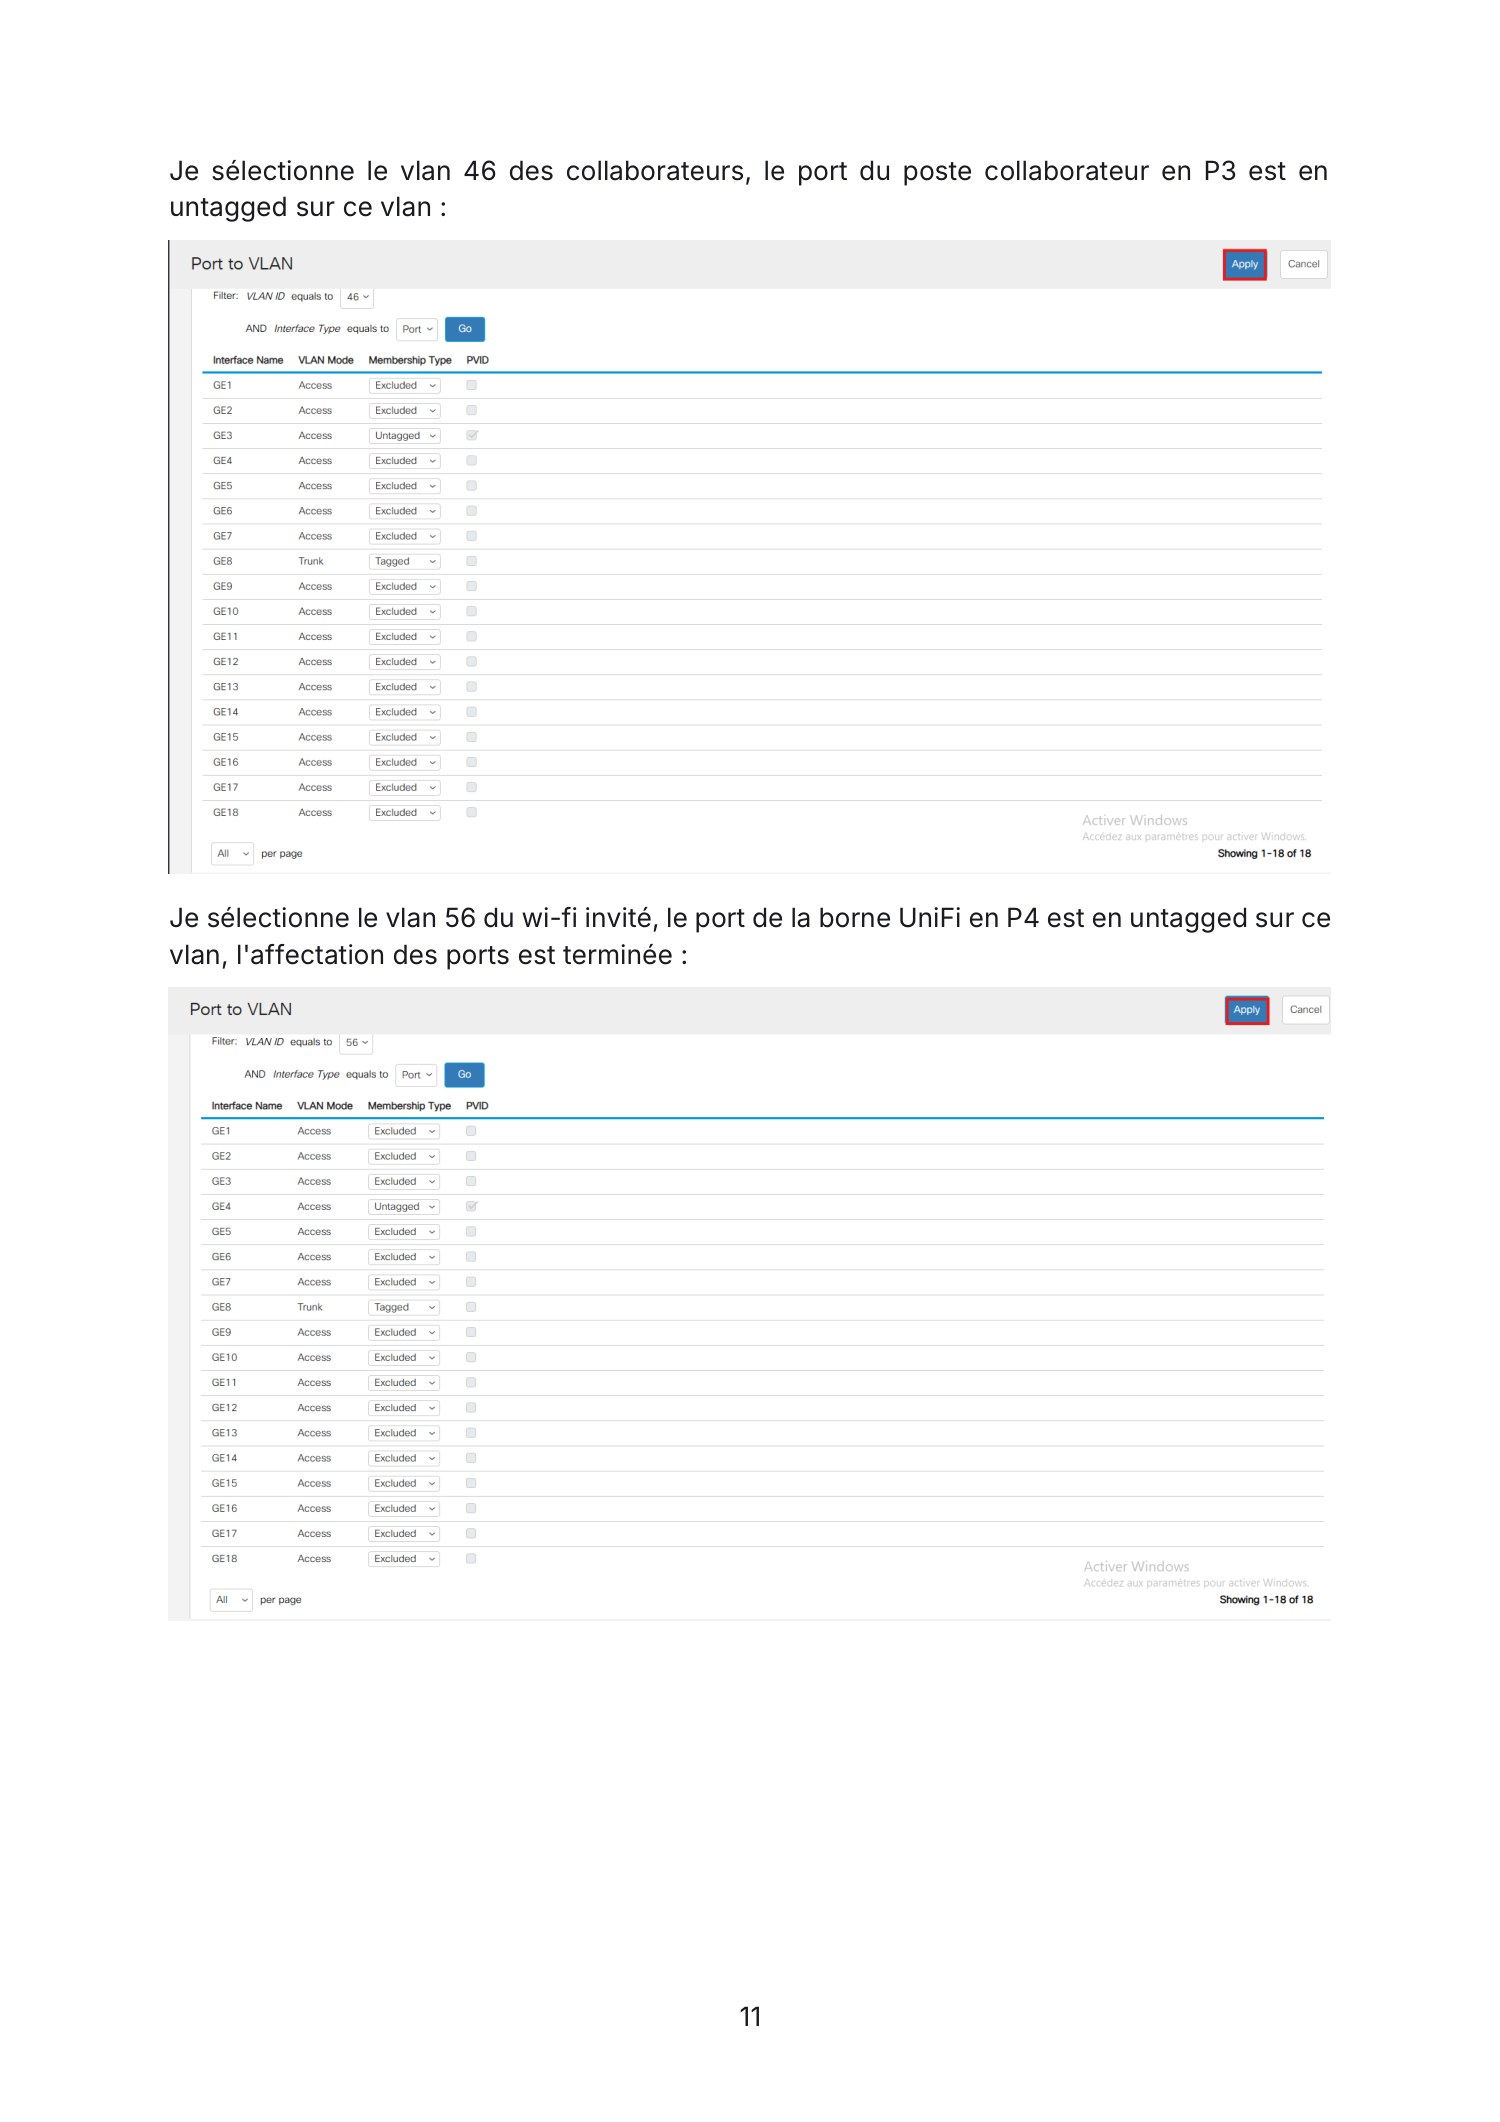 Je sélectionne le vlan 46 des collaborateurs, le port du poste collaborateur en P3 est en
untagged sur ce vlan :
Port to VLAN Apply Cancel
Filter: VLAN ID equals to 46
AND Interface Type equals to Port Go
Interface Name VLAN Mode Membership Type PVID
GE1 Access Excluded
GE2 Access Excluded
GE3 Access Untagged
GE4 Access Excluded
GE5 Access Excluded
GE6 Access Excluded
GE7 Access Excluded
GE8 Trunk Tagged
GE9 Access Excluded
GE10 Access Excluded
GE11 Access Excluded
GE12 Access Excluded
GE13 Access Excluded
GE14 Access Excluded
GE15 Access Excluded
GE16 Access Excluded
GE17 Access Excluded
GE18 Access Excluded
Activer Windows
Accédez aux paramètres pour activer Windows.
All per page Showing 1-18 of 18
Je sélectionne le vlan 56 du wi-fi invité, le port de la borne UniFi en P4 est en untagged sur ce
vlan, l'affectation des ports est terminée :
Port to VLAN Apply Cancel
Filter: VLAN ID equals to 56
AND Interface Type equals to Port Go
Interface Name VLAN Mode Membership Type PVID
GE1 Access Excluded
GE2 Access Excluded
GE3 Access Excluded
GE4 Access Untagged
GE5 Access Excluded
GE6 Access Excluded
GE7 Access Excluded
GE8 Trunk Tagged
GE9 Access Excluded
GE10 Access Excluded
GE11 Access Excluded
GE12 Access Excluded
GE13 Access Excluded
GE14 Access Excluded
GE15 Access Excluded
GE16 Access Excluded
GE17 Access Excluded
GE18 Access Excluded
Activer Windows
Accédez aux paramètres pour activer Windows.
All per page Showing 1-18 of 18
11